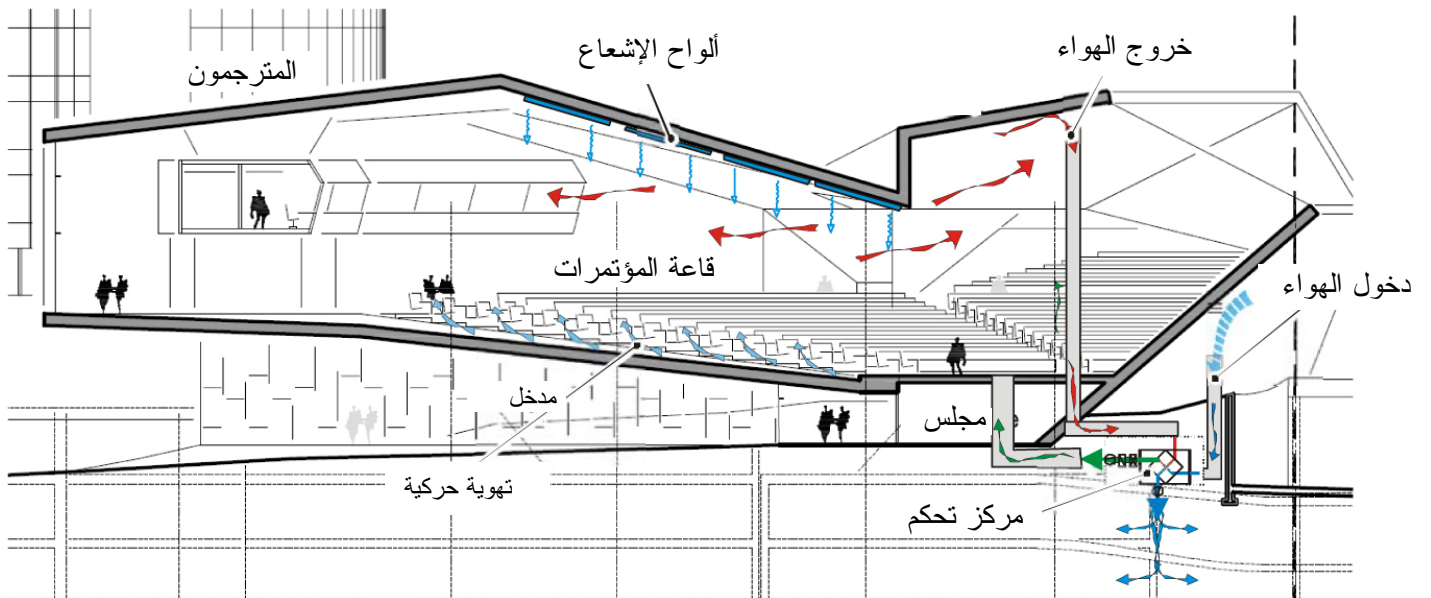 ألواح الإشعاع
خروج الهواء
المترجمون
قاعة المؤتمرات
دخول الهواء
مدخل
مجلس
تهوية حركية
مركز تحكم